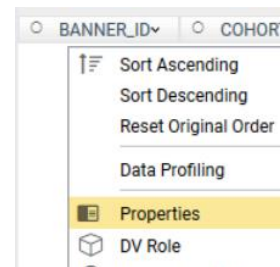 BANNER_ID COHORT
Sort Ascending
Sort Descending
Reset Original Order
Data Profiling
Properties
DV Role